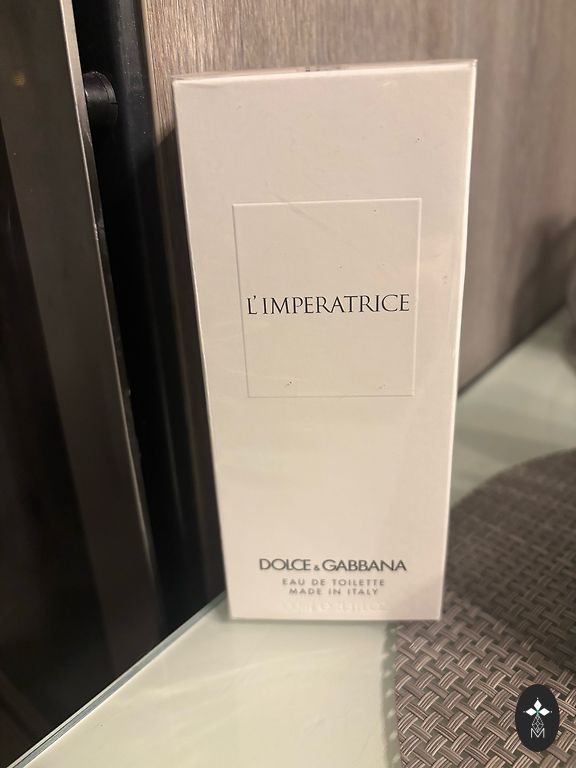 L'IMPERATRICE
DOLCE & GABBANA
EAU DE TOILETTE
MADE IN ITALY
M